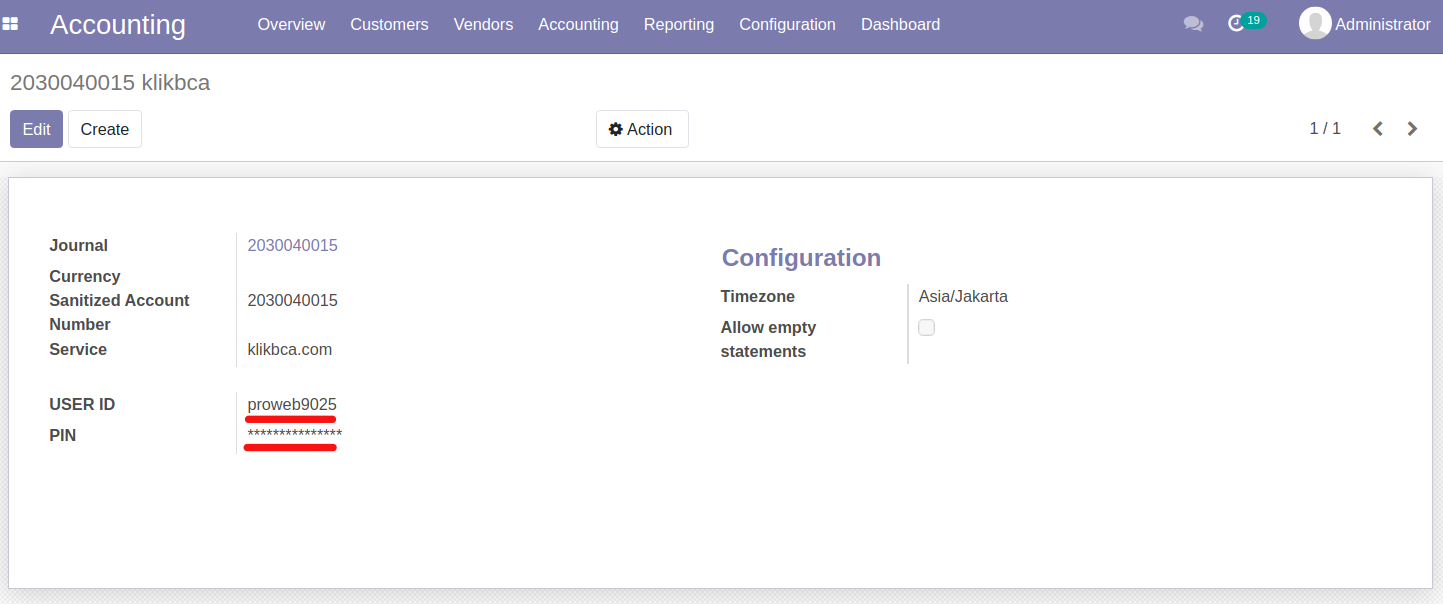 Accounting Overview Customers Vendors Accounting Reporting Configuration Dashboard 19 Administrator
2030040015 klikbca
Edit Create Action 1 / 1
Journal 2030040015
Currency
Sanitized Account Number 2030040015
Service klikbca.com
USER ID proweb9025
PIN ***************
Configuration
Timezone Asia/Jakarta
Allow empty
statements